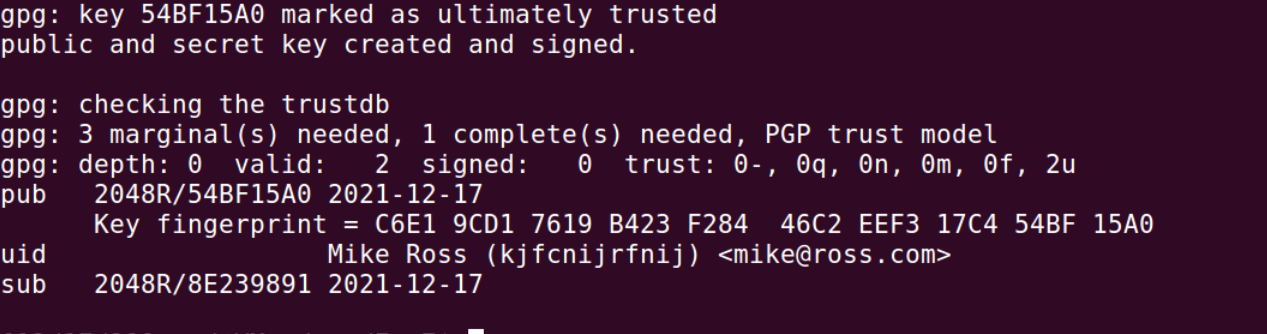 gpg: key 54BF15A0 marked as ultimately trusted
public and secret key created and signed.
gpg: checking the trustdb
gpg: 3 marginal(s) needed, 1 complete(s) needed, PGP trust model
gpg: depth: 0  valid:   2  signed:   0  trust: 0-, 0q, 0n, 0m, 0f, 2u
pub   2048R/54BF15A0 2021-12-17
      Key fingerprint = C6E1 9CD1 7619 B423 F284  46C2 EEF3 17C4 54BF 15A0
uid                  Mike Ross (kjfcnijrfnij) <mike@ross.com>
sub   2048R/8E239891 2021-12-17